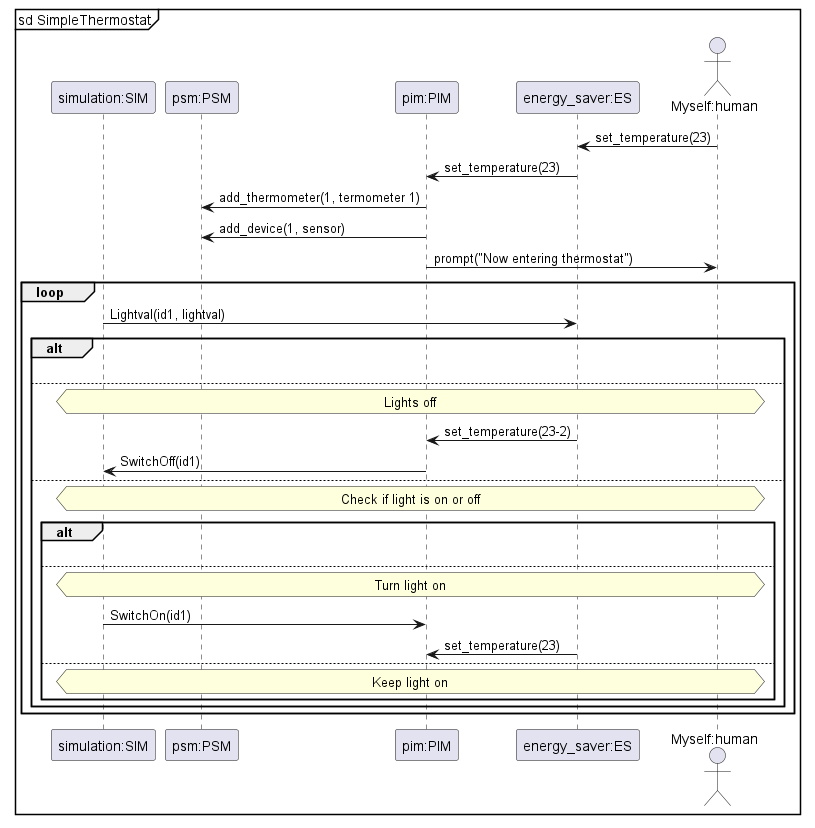 sd SimpleThermostat
simulation:SIM
psm:PSM
pim:PIM
energy_saver:ES
Myself:human
set_temperature(23)
set_temperature(23)
add_thermometer(1, termometer 1)
add_device(1, sensor)
prompt("Now entering thermostat")
loop
Lightval(id1, lightval)
alt
Lights off
set_temperature(23-2)
SwitchOff(id1)
Check if light is on or off
alt
Turn light on
SwitchOn(id1)
set_temperature(23)
Keep light on
simulation:SIM
psm:PSM
pim:PIM
energy_saver:ES
Myself:human